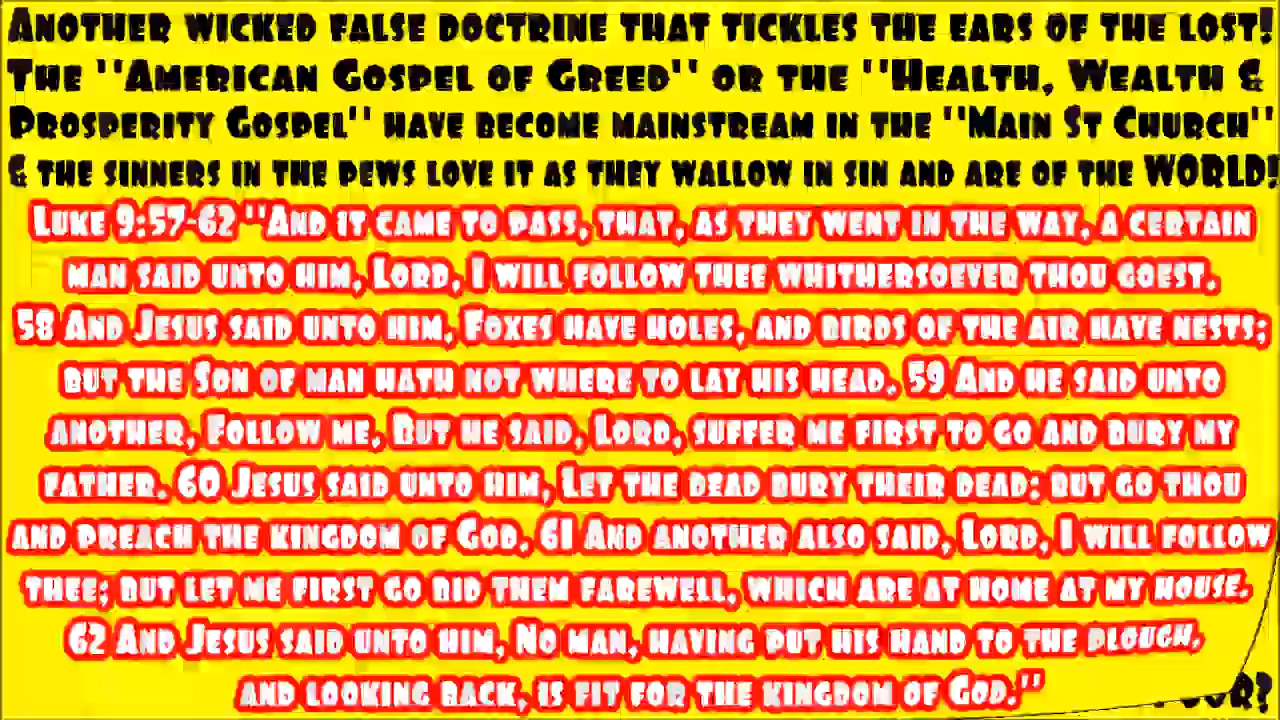 Another wicked false doctrine that tickles the ears of the lost!
The "American Gospel of Greed" or the "Health, Wealth &
Prosperity Gospel" have become mainstream in the "Main St Church"
& the sinners in the pews love it as they wallow in sin and are of the WORLD!
Luke 9:57-62 "And it came to pass, that, as they went in the way, a certain
man said unto him, Lord, I will follow thee whithersoever thou goest.
58 And Jesus said unto him, Foxes have holes, and birds of the air have nests;
but the Son of man hath not where to lay his head. 59 And he said unto
another, Follow me. But he said, Lord, suffer me first to go and bury my
father. 60 Jesus said unto him, Let the dead bury their dead: but go thou
and preach the kingdom of God. 61 And another also said, Lord, I will follow
thee; but let me first go bid them farewell, which are at home at my house.
62 And Jesus said unto him, No man, having put his hand to the plough,
and looking back, is fit for the kingdom of God."